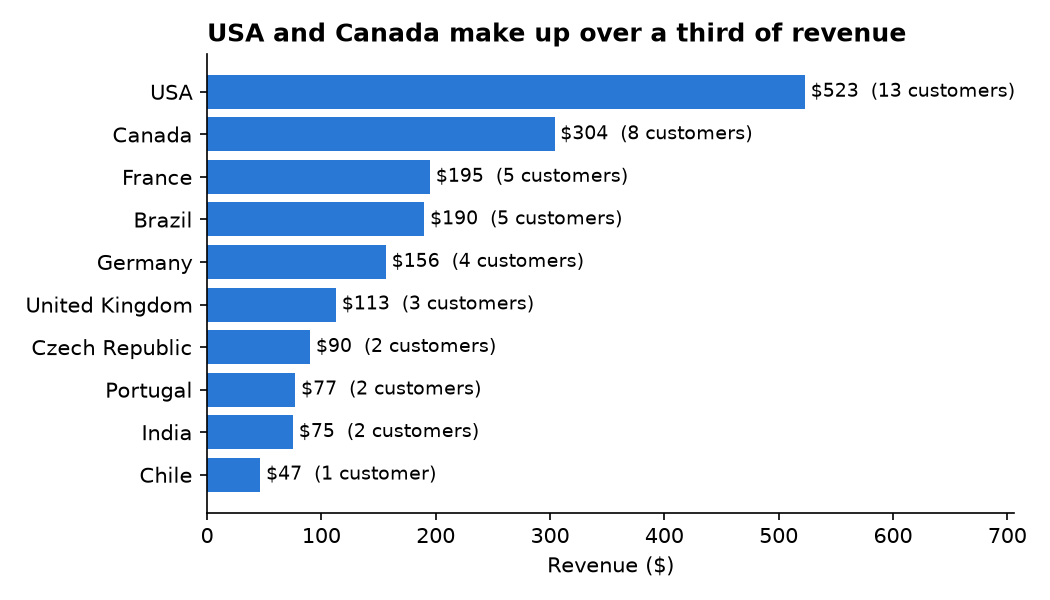 USA and Canada make up over a third of revenue
USA $523 (13 customers)
Canada $304 (8 customers)
France $195 (5 customers)
Brazil $190 (5 customers)
Germany $156 (4 customers)
United Kingdom $113 (3 customers)
Czech Republic $90 (2 customers)
Portugal $77 (2 customers)
India $75 (2 customers)
Chile $47 (1 customer)
0 100 200 300 400 500 600 700
Revenue ($)